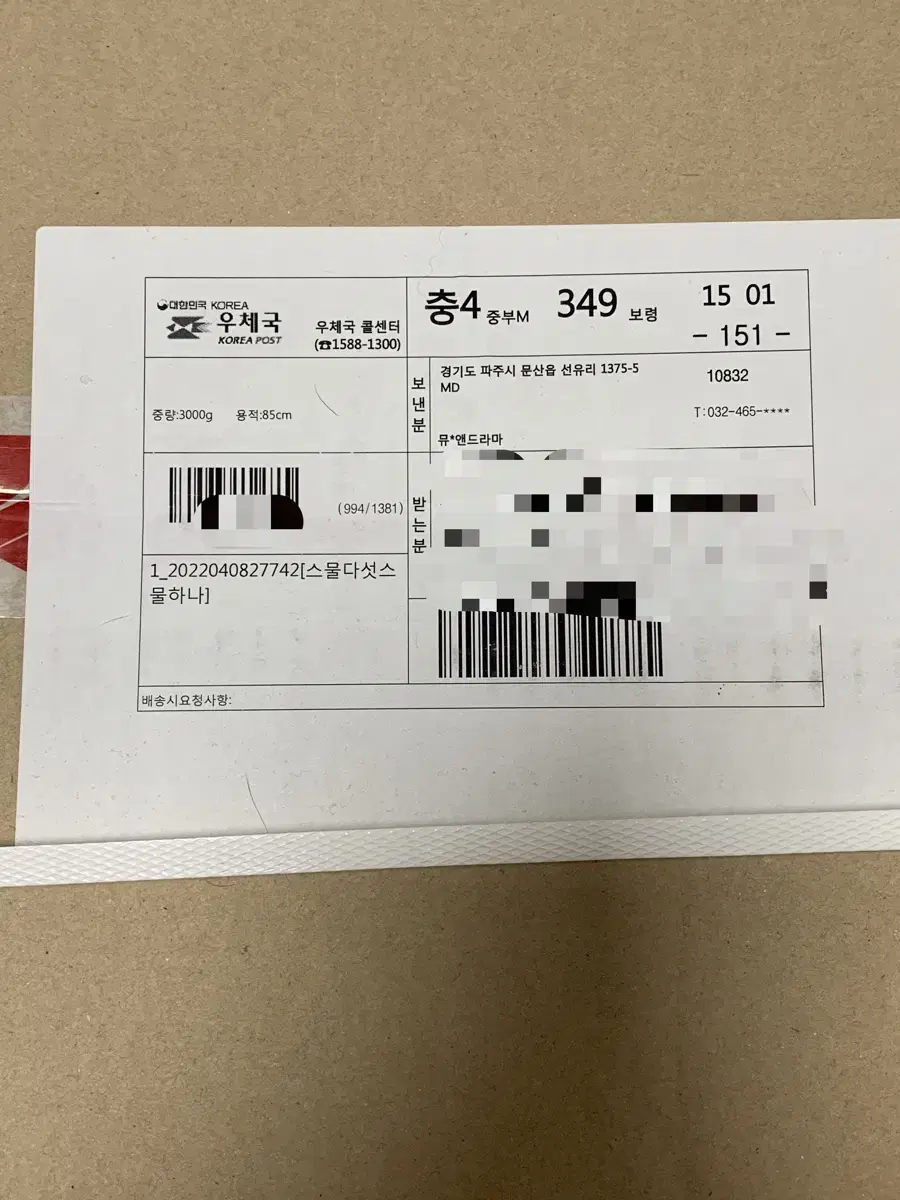 대한민국 KOREA
우체국
KOREA POST
우체국 콜센터
(☎1588-1300)
충4 중부M 349 보령
15 01
- 151 -
중량:3000g 용적:85cm
보낸분
경기도 파주시 문산읍 선유리 1375-5
MD
10832
T:032-465-****
뮤*앤드라마
(994/1381)
받는분
1_2022040827742[스물다섯스
물하나]
배송시요청사항: